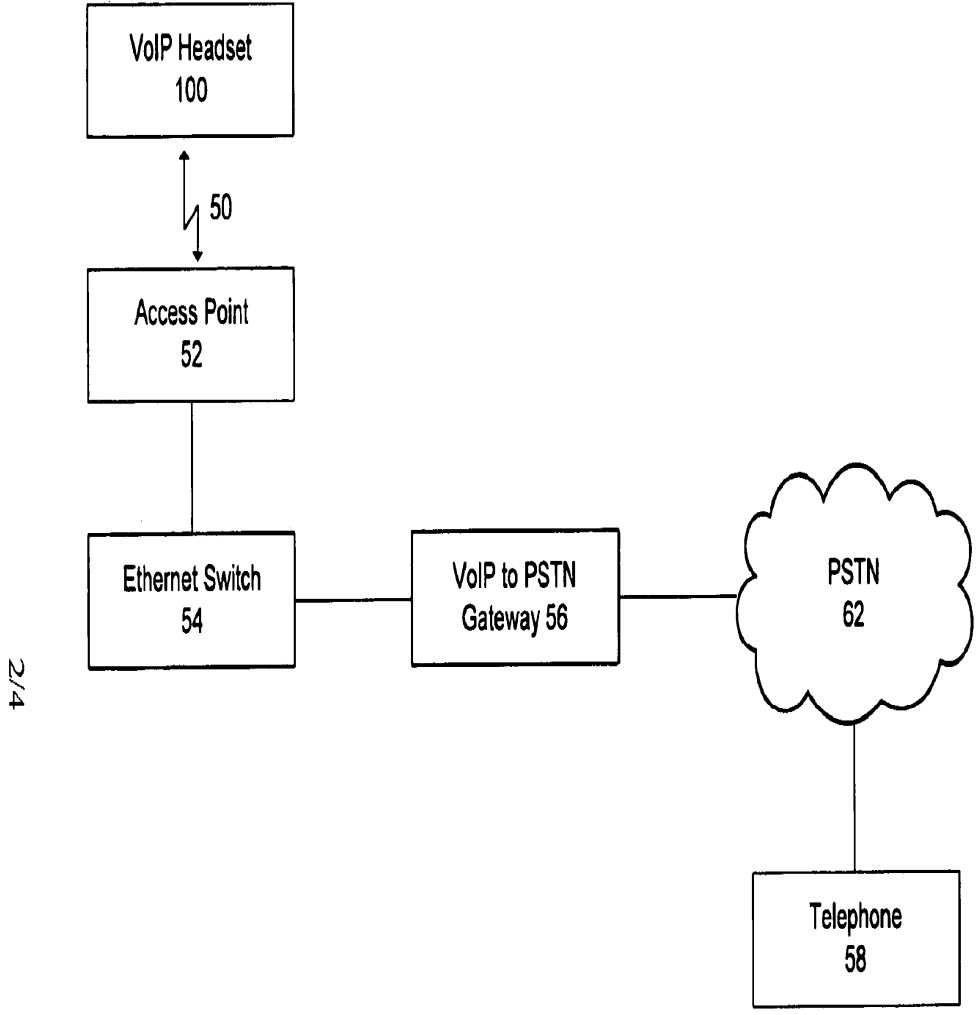 VoIP Headset
100
50
Access Point
52
Ethernet Switch
54
VoIP to PSTN
Gateway 56
PSTN
62
Telephone
58
2/4